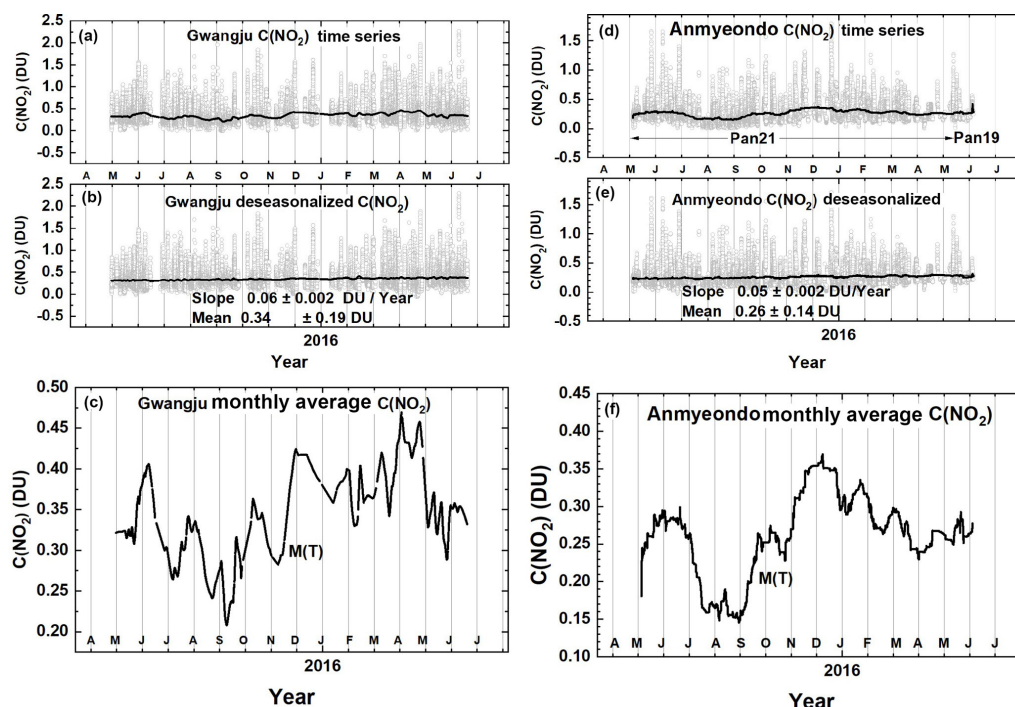 (a)
Gwangju C(NO₂) time series
C(NO₂) (DU)
2.5
2.0
1.5
1.0
0.5
0.0
-0.5
A M J J A S O N D J F M A M J J
(b)
Gwangju deseasonalized C(NO₂)
C(NO₂) (DU)
2.5
2.0
1.5
1.0
0.5
0.0
-0.5
Slope 0.06 ± 0.002 DU / Year
Mean 0.34 ± 0.19 DU
2016
Year
(c)
Gwangju monthly average C(NO₂)
C(NO₂) (DU)
0.50
0.45
0.40
0.35
0.30
0.25
0.20
M(T)
A M J J A S O N D J F M A M J J
2016
Year
(d)
Anmyeondo C(NO₂) time series
C(NO₂) (DU)
1.5
1.0
0.5
0.0
-0.5
Pan21
Pan19
A M J J A S O N D J F M A M J J
(e)
Anmyeondo C(NO₂) deseasonalized
C(NO₂) (DU)
1.5
1.0
0.5
0.0
-0.5
Slope 0.05 ± 0.002 DU/Year
Mean 0.26 ± 0.14 DU
2016
Year
(f)
Anmyeondo monthly average C(NO₂)
C(NO₂) (DU)
0.45
0.40
0.35
0.30
0.25
0.20
0.15
0.10
M(T)
A M J J A S O N D J F M A M J J
2016
Year